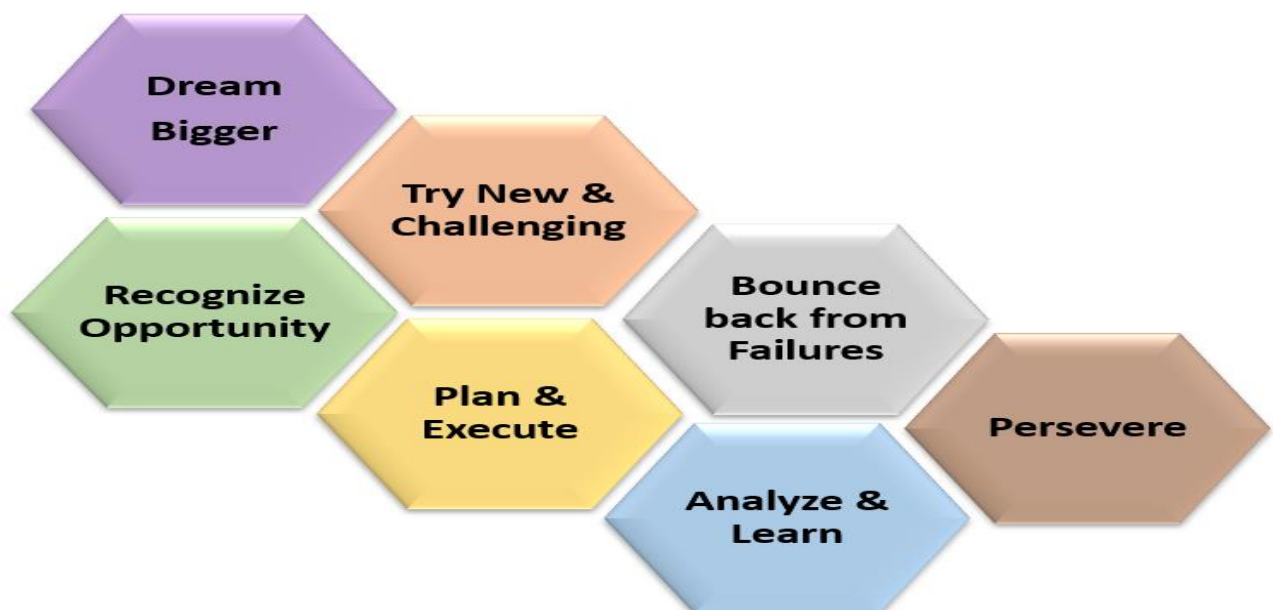 Dream
Bigger
Try New &
Challenging
Recognize
Opportunity
Bounce
back from
Failures
Plan &
Execute
Persevere
Analyze &
Learn